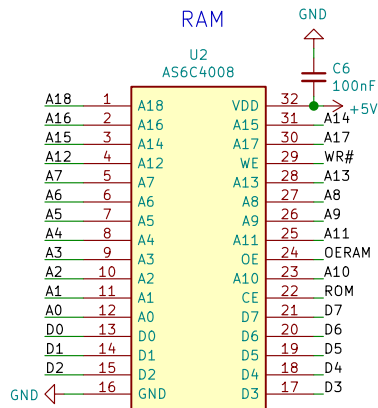 RAM
GND
U2
AS6C4008
C6
100nF
+5V
A18 1 A18 VDD 32
A16 2 A16 A15 31 A14
A15 3 A14 A17 30 A17
A12 4 A12 WE 29 WR#
A7 5 A7 A13 28 A13
A6 6 A6 A8 27 A8
A5 7 A5 A9 26 A9
A4 8 A4 A11 25 A11
A3 9 A3 OE 24 OERAM
A2 10 A2 A10 23 A10
A1 11 A1 CE 22 ROM
A0 12 A0 D7 21 D7
D0 13 D0 D6 20 D6
D1 14 D1 D5 19 D5
D2 15 D2 D4 18 D4
GND 16 GND D3 17 D3